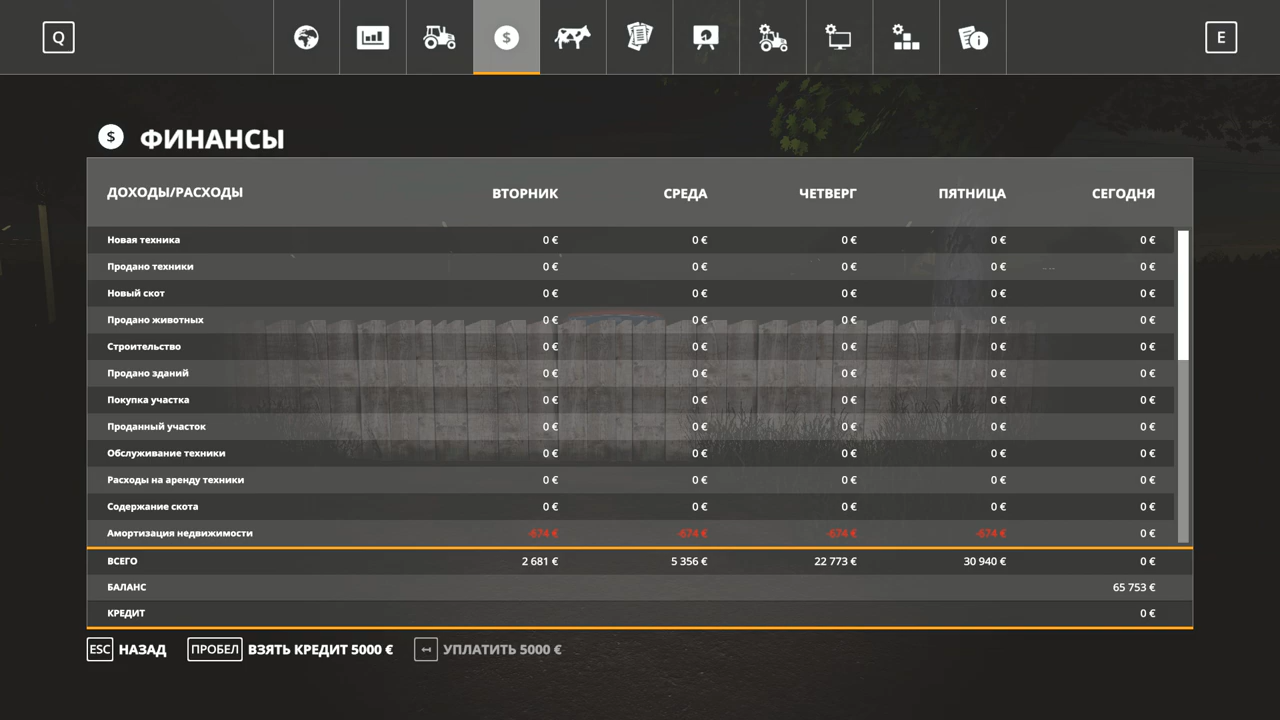 Q
$
i
E
$ ФИНАНСЫ
ДОХОДЫ/РАСХОДЫ ВТОРНИК СРЕДА ЧЕТВЕРГ ПЯТНИЦА СЕГОДНЯ
Новая техника 0 € 0 € 0 € 0 € 0 €
Продано техники 0 € 0 € 0 € 0 € 0 €
Новый скот 0 € 0 € 0 € 0 € 0 €
Продано животных 0 € 0 € 0 € 0 € 0 €
Строительство 0 € 0 € 0 € 0 € 0 €
Продано зданий 0 € 0 € 0 € 0 € 0 €
Покупка участка 0 € 0 € 0 € 0 € 0 €
Проданный участок 0 € 0 € 0 € 0 € 0 €
Обслуживание техники 0 € 0 € 0 € 0 € 0 €
Расходы на аренду техники 0 € 0 € 0 € 0 € 0 €
Содержание скота 0 € 0 € 0 € 0 € 0 €
Амортизация недвижимости -674 € -674 € -674 € -674 € 0 €
ВСЕГО 2 681 € 5 356 € 22 773 € 30 940 € 0 €
БАЛАНС 65 753 €
КРЕДИТ 0 €
ESC НАЗАД ПРОБЕЛ ВЗЯТЬ КРЕДИТ 5000 € УПЛАТИТЬ 5000 €